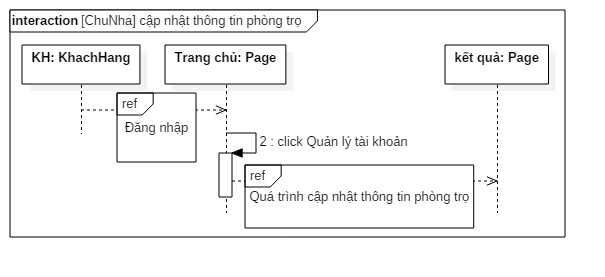 interaction [ChuNha] cập nhật thông tin phòng trọ
KH: KhachHang
Trang chủ: Page
kết quả: Page
ref
Đăng nhập
2 : click Quản lý tài khoản
ref
Quá trình cập nhật thông tin phòng trọ